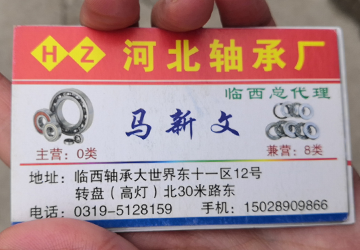 HZ 河北轴承厂
临西总代理
马新文
主营：0类 兼营：8类
地址：临西轴承大世界东十一区12号
转盘（高灯）北30米路东
电话：0319-5128159 手机：15028909866